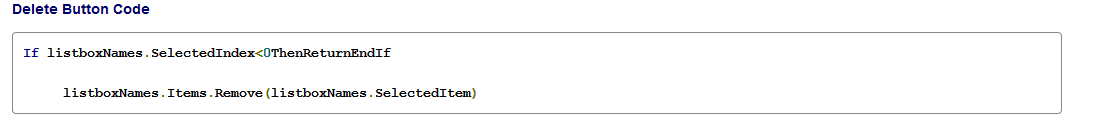 Delete Button Code
If listboxNames.SelectedIndex<0ThenReturnEndIf
listboxNames.Items.Remove(listboxNames.SelectedItem)